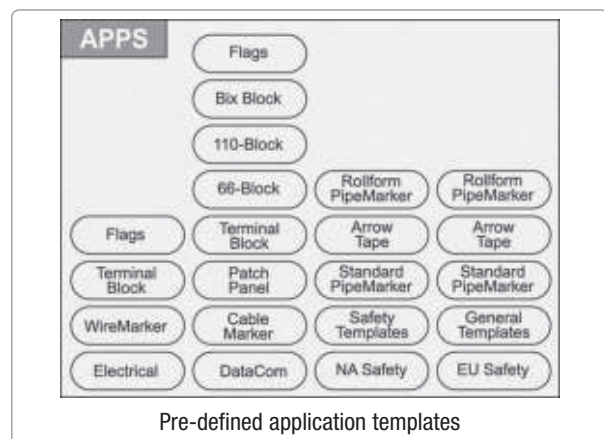 APPS
Flags
Bix Block
110-Block
66-Block
Rollform
PipeMarker
Rollform
PipeMarker
Flags
Terminal
Block
Arrow
Tape
Arrow
Tape
Terminal
Block
Patch
Panel
Standard
PipeMarker
Standard
PipeMarker
WireMarker
Cable
Marker
Safety
Templates
General
Templates
Electrical
DataCom
NA Safety
EU Safety
Pre-defined application templates